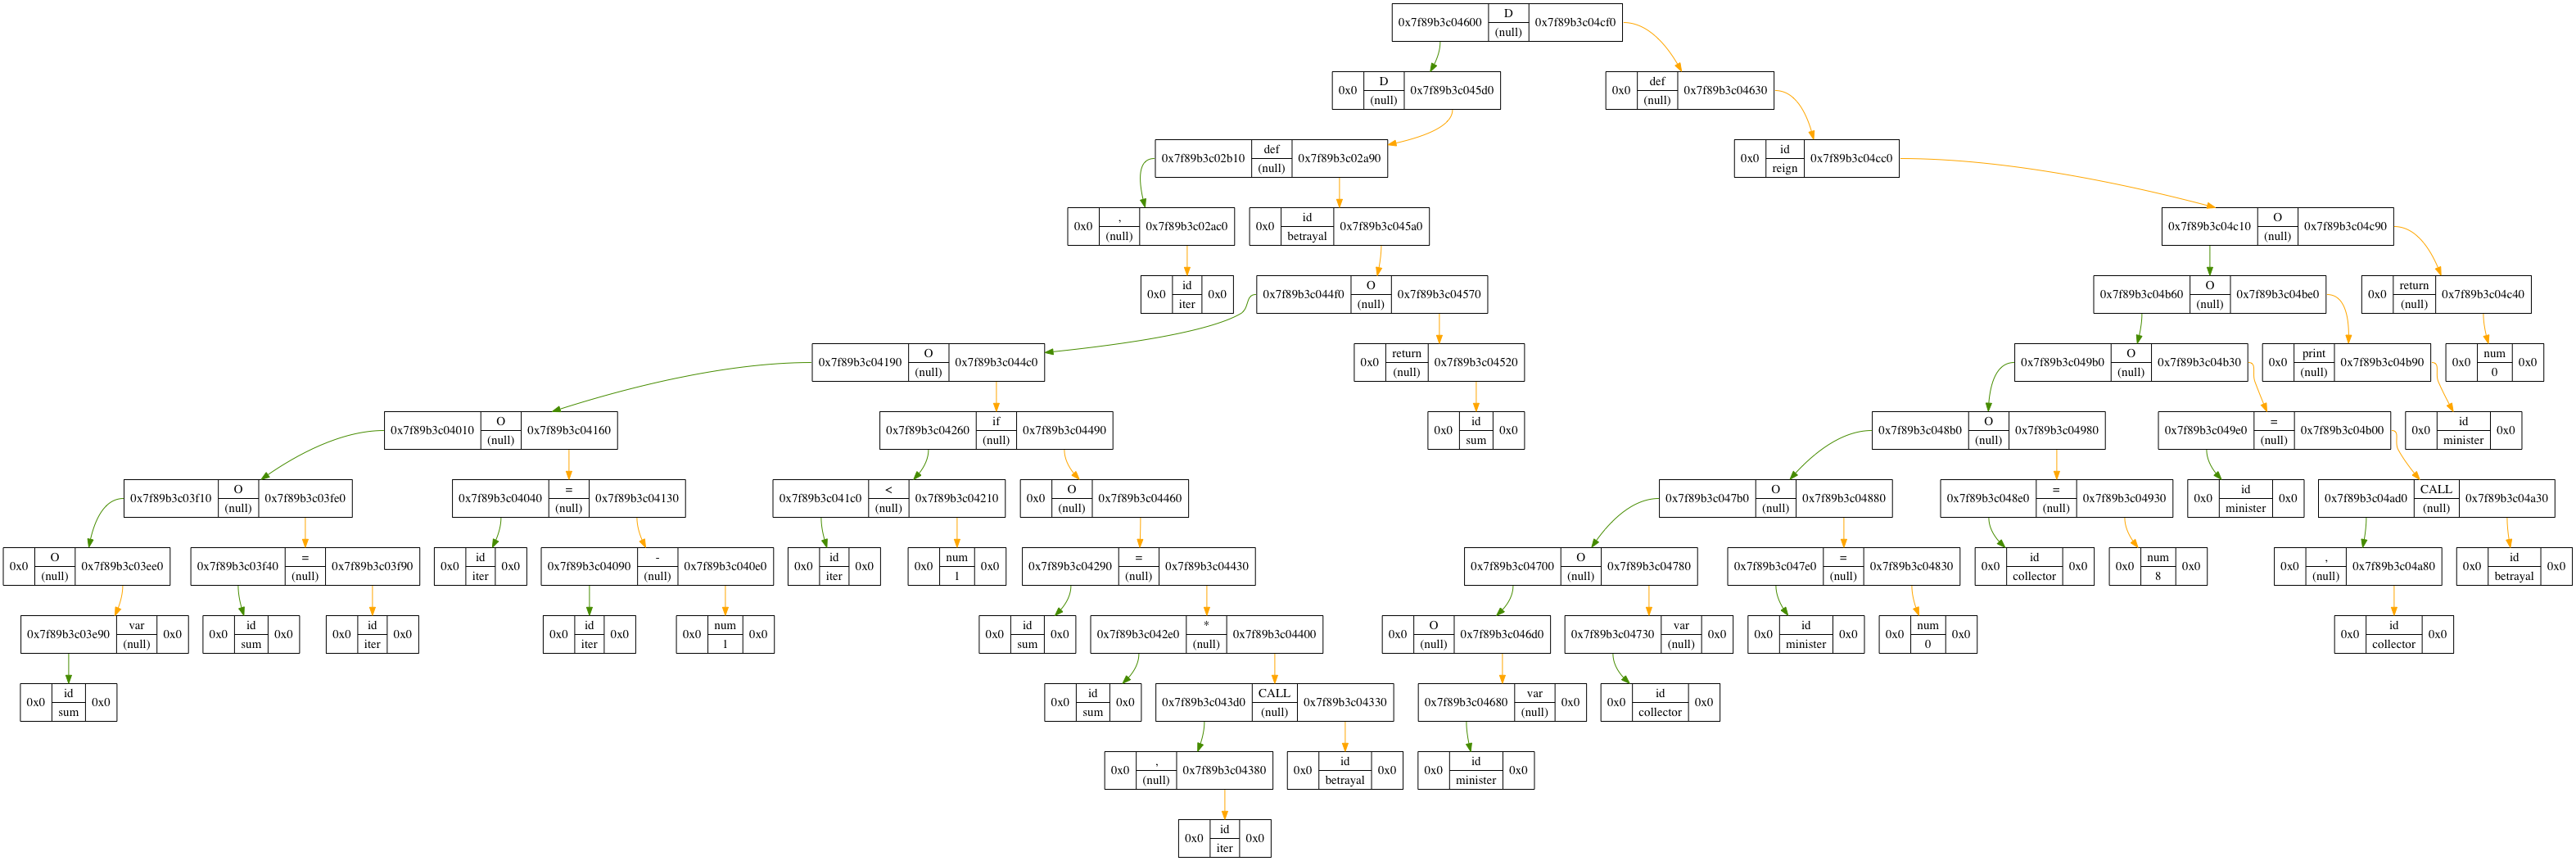 0x7f89b3c04600 D (null) 0x7f89b3c04cf0
0x0 D (null) 0x7f89b3c045d0
0x0 def (null) 0x7f89b3c04630
0x7f89b3c02b10 def (null) 0x7f89b3c02a90
0x0 id reign 0x7f89b3c04cc0
0x0 , (null) 0x7f89b3c02ac0
0x0 id betrayal 0x7f89b3c045a0
0x7f89b3c04c10 O (null) 0x7f89b3c04c90
0x0 id iter 0x0
0x7f89b3c044f0 O (null) 0x7f89b3c04570
0x7f89b3c04b60 O (null) 0x7f89b3c04be0
0x0 return (null) 0x7f89b3c04c40
0x7f89b3c04190 O (null) 0x7f89b3c044c0
0x0 return (null) 0x7f89b3c04520
0x7f89b3c049b0 O (null) 0x7f89b3c04b30
0x0 print (null) 0x7f89b3c04b90
0x0 num 0 0x0
0x7f89b3c04010 O (null) 0x7f89b3c04160
0x7f89b3c04260 if (null) 0x7f89b3c04490
0x0 id sum 0x0
0x7f89b3c048b0 O (null) 0x7f89b3c04980
0x7f89b3c049e0 = (null) 0x7f89b3c04b00
0x0 id minister 0x0
0x7f89b3c03f10 O (null) 0x7f89b3c03fe0
0x7f89b3c04040 = (null) 0x7f89b3c04130
0x7f89b3c041c0 < (null) 0x7f89b3c04210
0x0 O (null) 0x7f89b3c04460
0x7f89b3c047b0 O (null) 0x7f89b3c04880
0x7f89b3c048e0 = (null) 0x7f89b3c04930
0x0 id minister 0x0
0x7f89b3c04ad0 CALL (null) 0x7f89b3c04a30
0x0 O (null) 0x7f89b3c03ee0
0x7f89b3c03f40 = (null) 0x7f89b3c03f90
0x0 id iter 0x0
0x7f89b3c04090 - (null) 0x7f89b3c040e0
0x0 id iter 0x0
0x0 num 1 0x0
0x7f89b3c04290 = (null) 0x7f89b3c04430
0x7f89b3c04700 O (null) 0x7f89b3c04780
0x7f89b3c047e0 = (null) 0x7f89b3c04830
0x0 id collector 0x0
0x0 num 8 0x0
0x0 , (null) 0x7f89b3c04a80
0x0 id betrayal 0x0
0x7f89b3c03e90 var (null) 0x0
0x0 id sum 0x0
0x0 id iter 0x0
0x0 id iter 0x0
0x0 num 1 0x0
0x0 id sum 0x0
0x7f89b3c042e0 * (null) 0x7f89b3c04400
0x0 O (null) 0x7f89b3c046d0
0x7f89b3c04730 var (null) 0x0
0x0 id minister 0x0
0x0 num 0 0x0
0x0 id collector 0x0
0x0 id sum 0x0
0x0 id sum 0x0
0x7f89b3c043d0 CALL (null) 0x7f89b3c04330
0x7f89b3c04680 var (null) 0x0
0x0 id collector 0x0
0x0 , (null) 0x7f89b3c04380
0x0 id betrayal 0x0
0x0 id minister 0x0
0x0 id iter 0x0